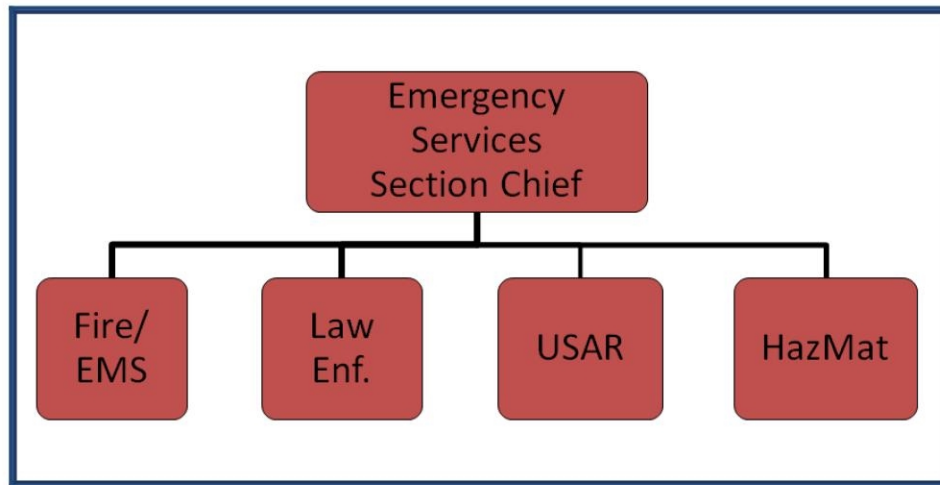 Emergency
Services
Section Chief
Fire/
EMS
Law
Enf.
USAR
HazMat